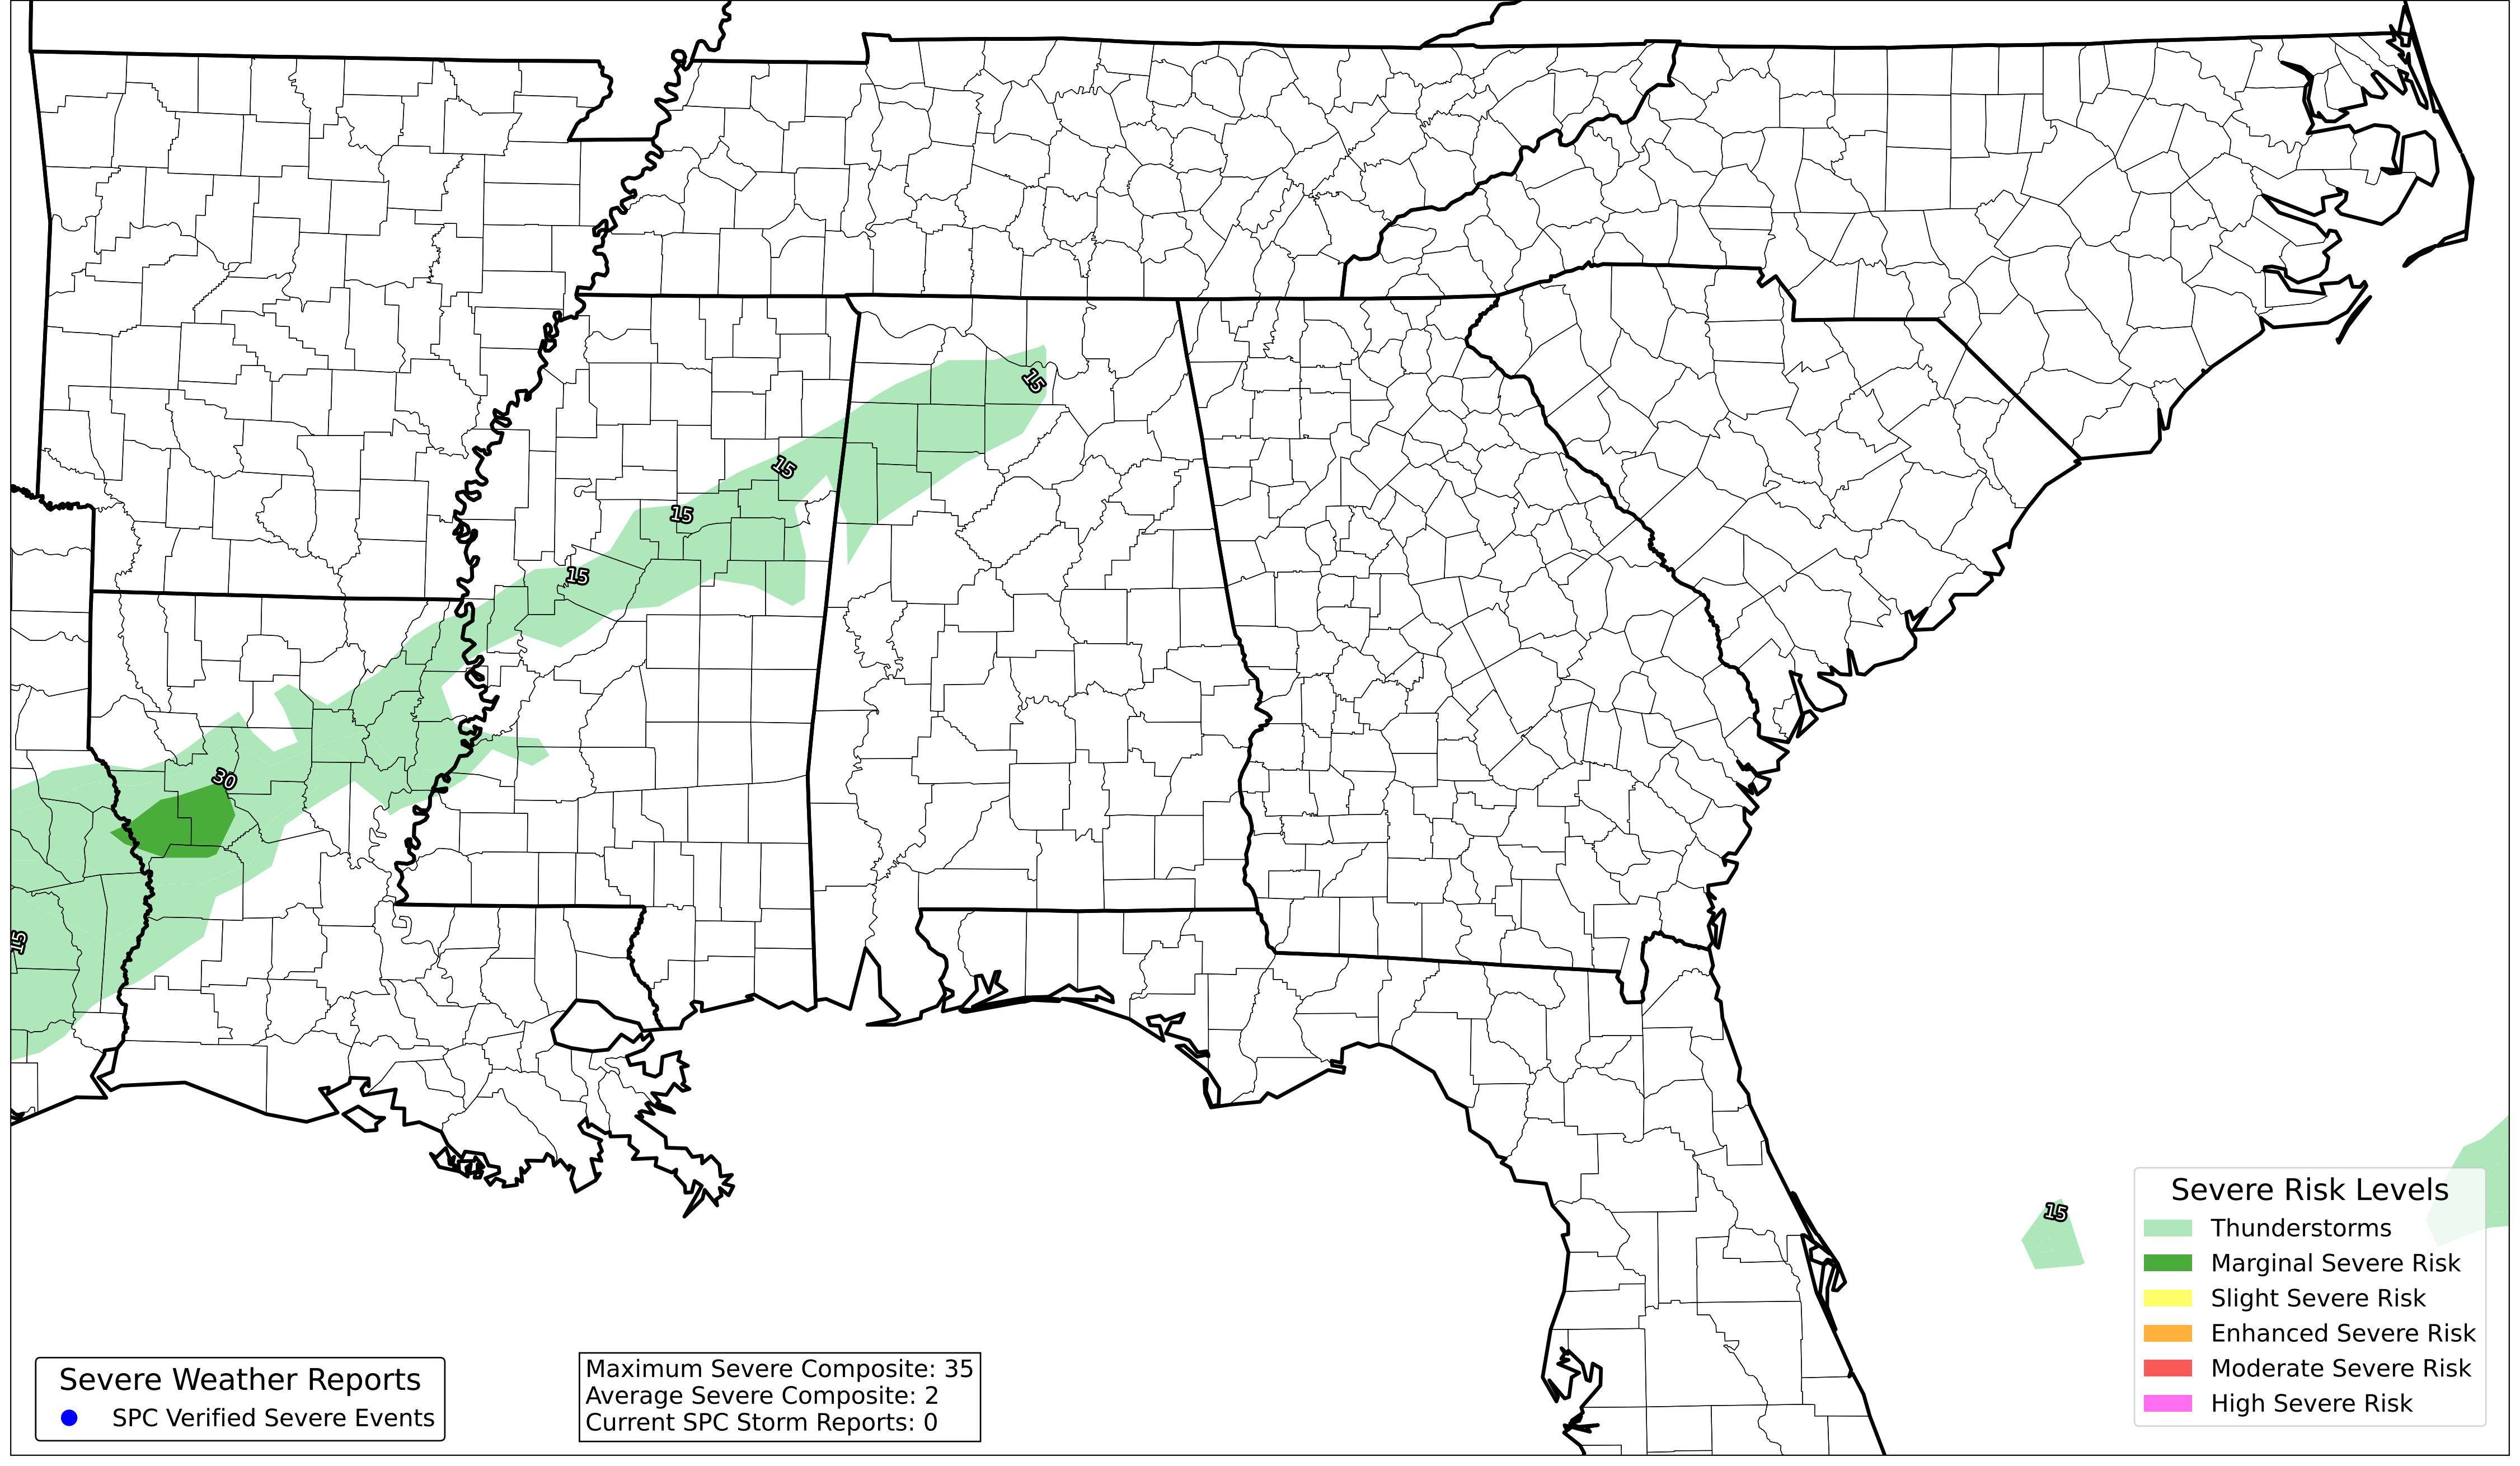 15
15
15
15
30
15
15
Severe Risk Levels
Thunderstorms
Marginal Severe Risk
Slight Severe Risk
Enhanced Severe Risk
Moderate Severe Risk
High Severe Risk
Severe Weather Reports
SPC Verified Severe Events
Maximum Severe Composite: 35
Average Severe Composite: 2
Current SPC Storm Reports: 0